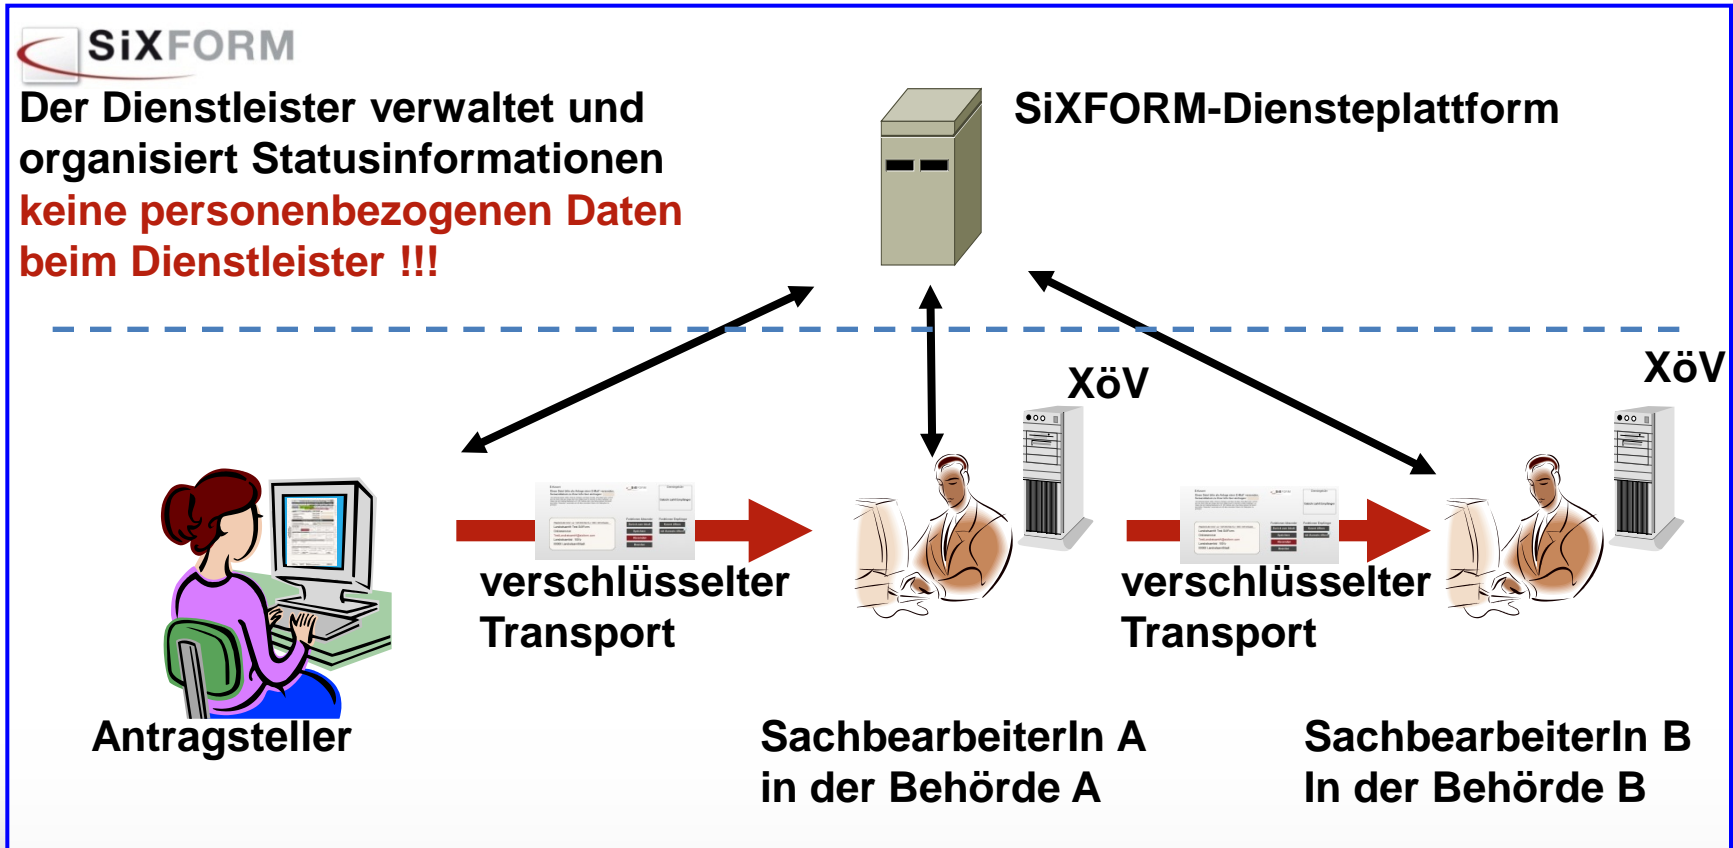 SiXFORM
Der Dienstleister verwaltet und
organisiert Statusinformationen
keine personenbezogenen Daten
beim Dienstleister !!!
SiXFORM-Diensteplattform
XöV
XöV
verschlüsselter
Transport
verschlüsselter
Transport
Antragsteller
SachbearbeiterIn A
in der Behörde A
SachbearbeiterIn B
In der Behörde B